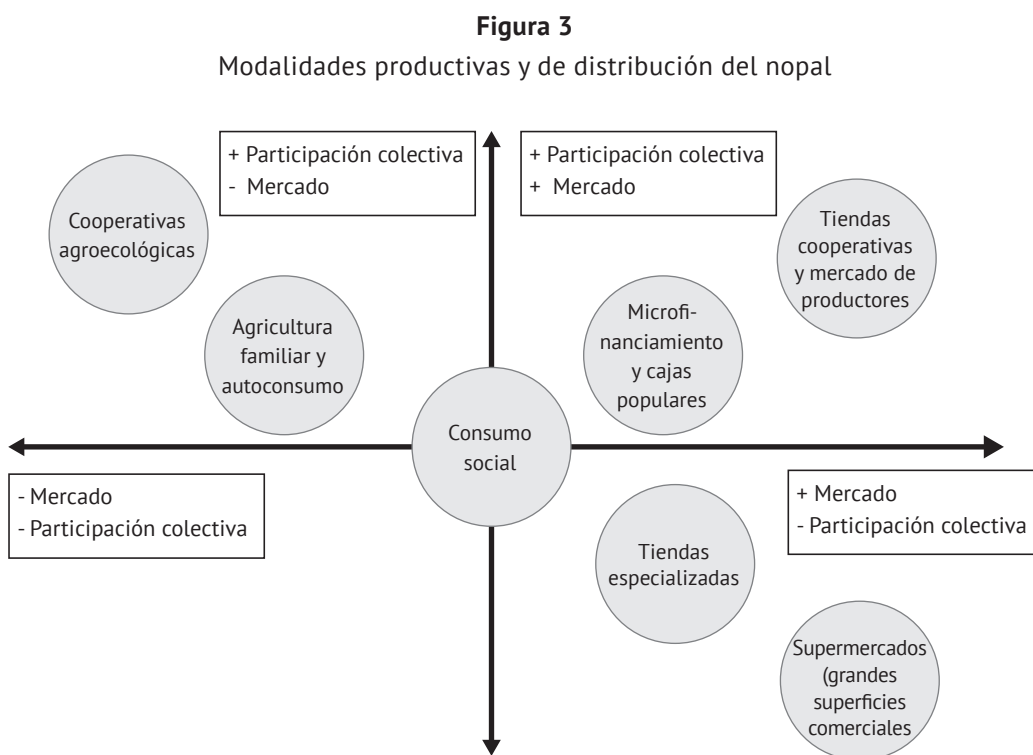 Figura 3
Modalidades productivas y de distribución del nopal
+ Participación colectiva
- Mercado
+ Participación colectiva
+ Mercado
Cooperativas
agroecológicas
Tiendas
cooperativas
y mercado de
productores
Agricultura
familiar y
autoconsumo
Microfi-
nanciamiento
y cajas
populares
Consumo
social
- Mercado
- Participación colectiva
+ Mercado
- Participación colectiva
Tiendas
especializadas
Supermercados
(grandes
superficies
comerciales